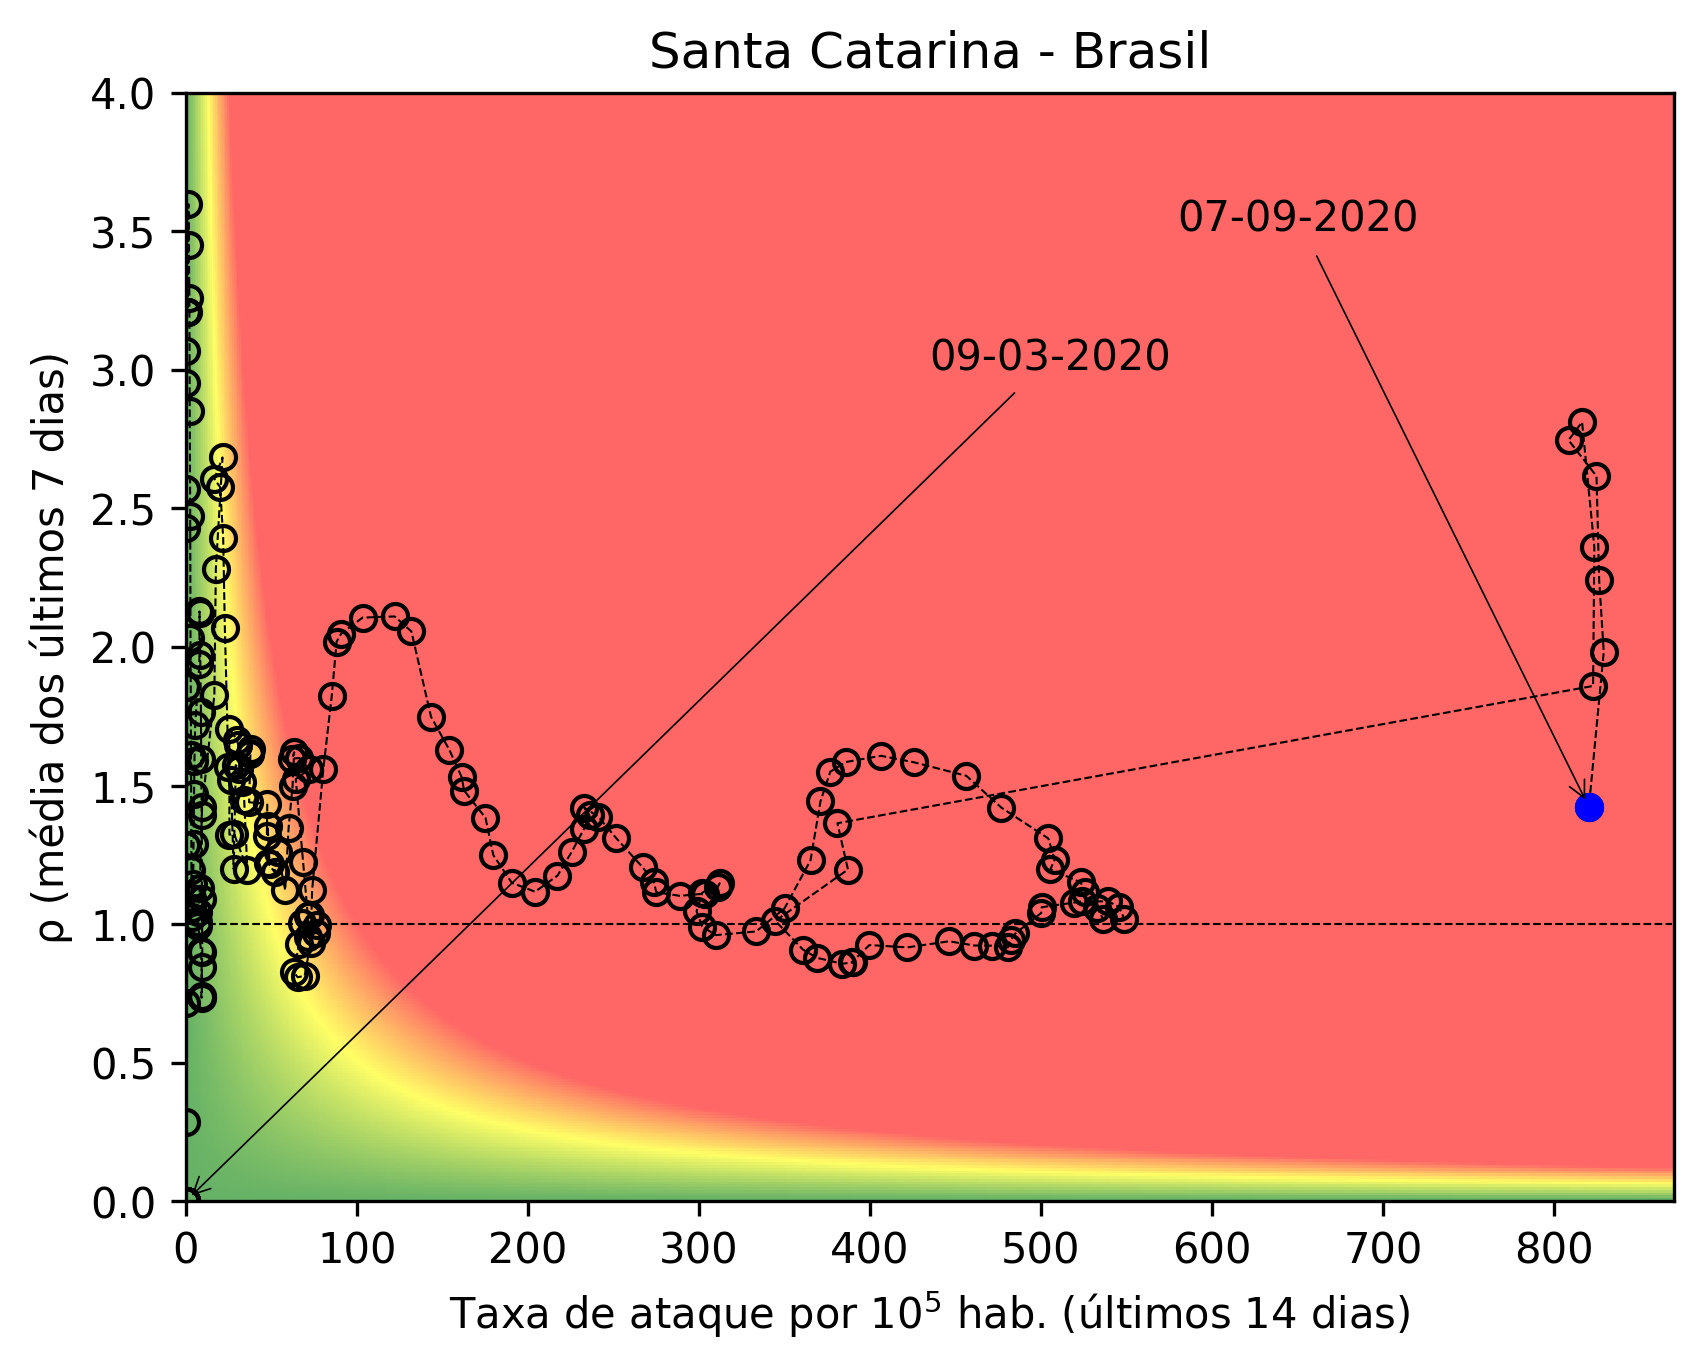 Santa Catarina - Brasil
4.0
3.5
3.0
2.5
2.0
1.5
1.0
0.5
0.0
ρ (média dos últimos 7 dias)
07-09-2020
09-03-2020
0 100 200 300 400 500 600 700 800
Taxa de ataque por 10⁵ hab. (últimos 14 dias)